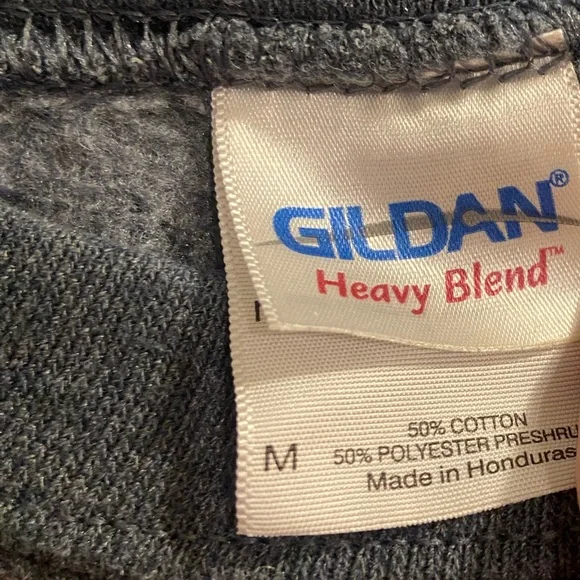 GILDAN®
Heavy Blend™
M
50% COTTON
50% POLYESTER PRESHRU
Made in Honduras